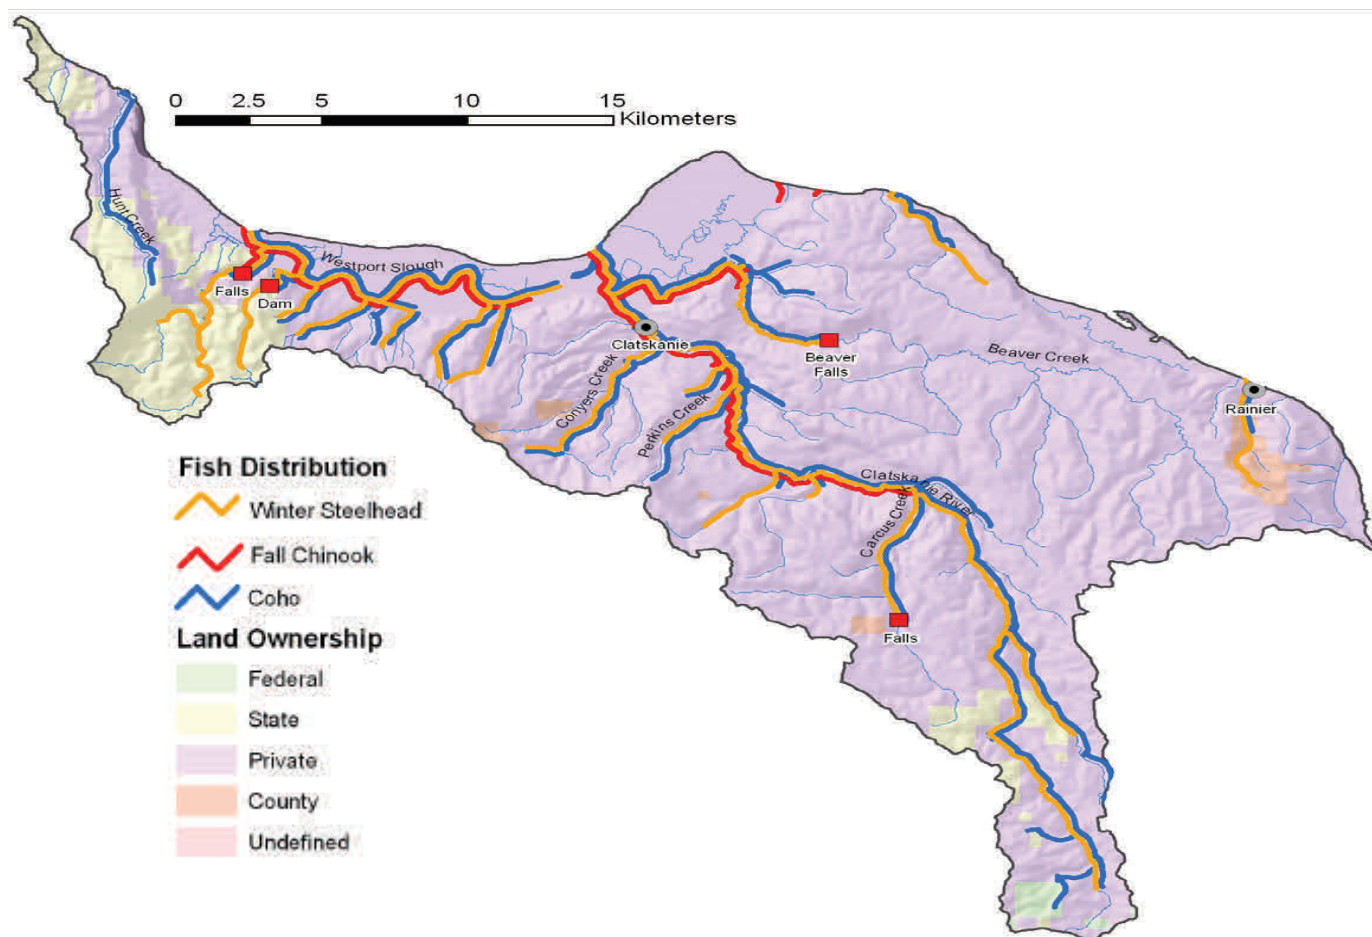 0 2.5 5 10 15
Kilometers
Hunt Creek
Westport Slough
Falls
Dam
Clatskanie
Beaver
Falls
Beaver Creek
Rainier
Conyers Creek
Perkins Creek
Clatskanie River
Carcus Creek
Falls
Fish Distribution
Winter Steelhead
Fall Chinook
Coho
Land Ownership
Federal
State
Private
County
Undefined